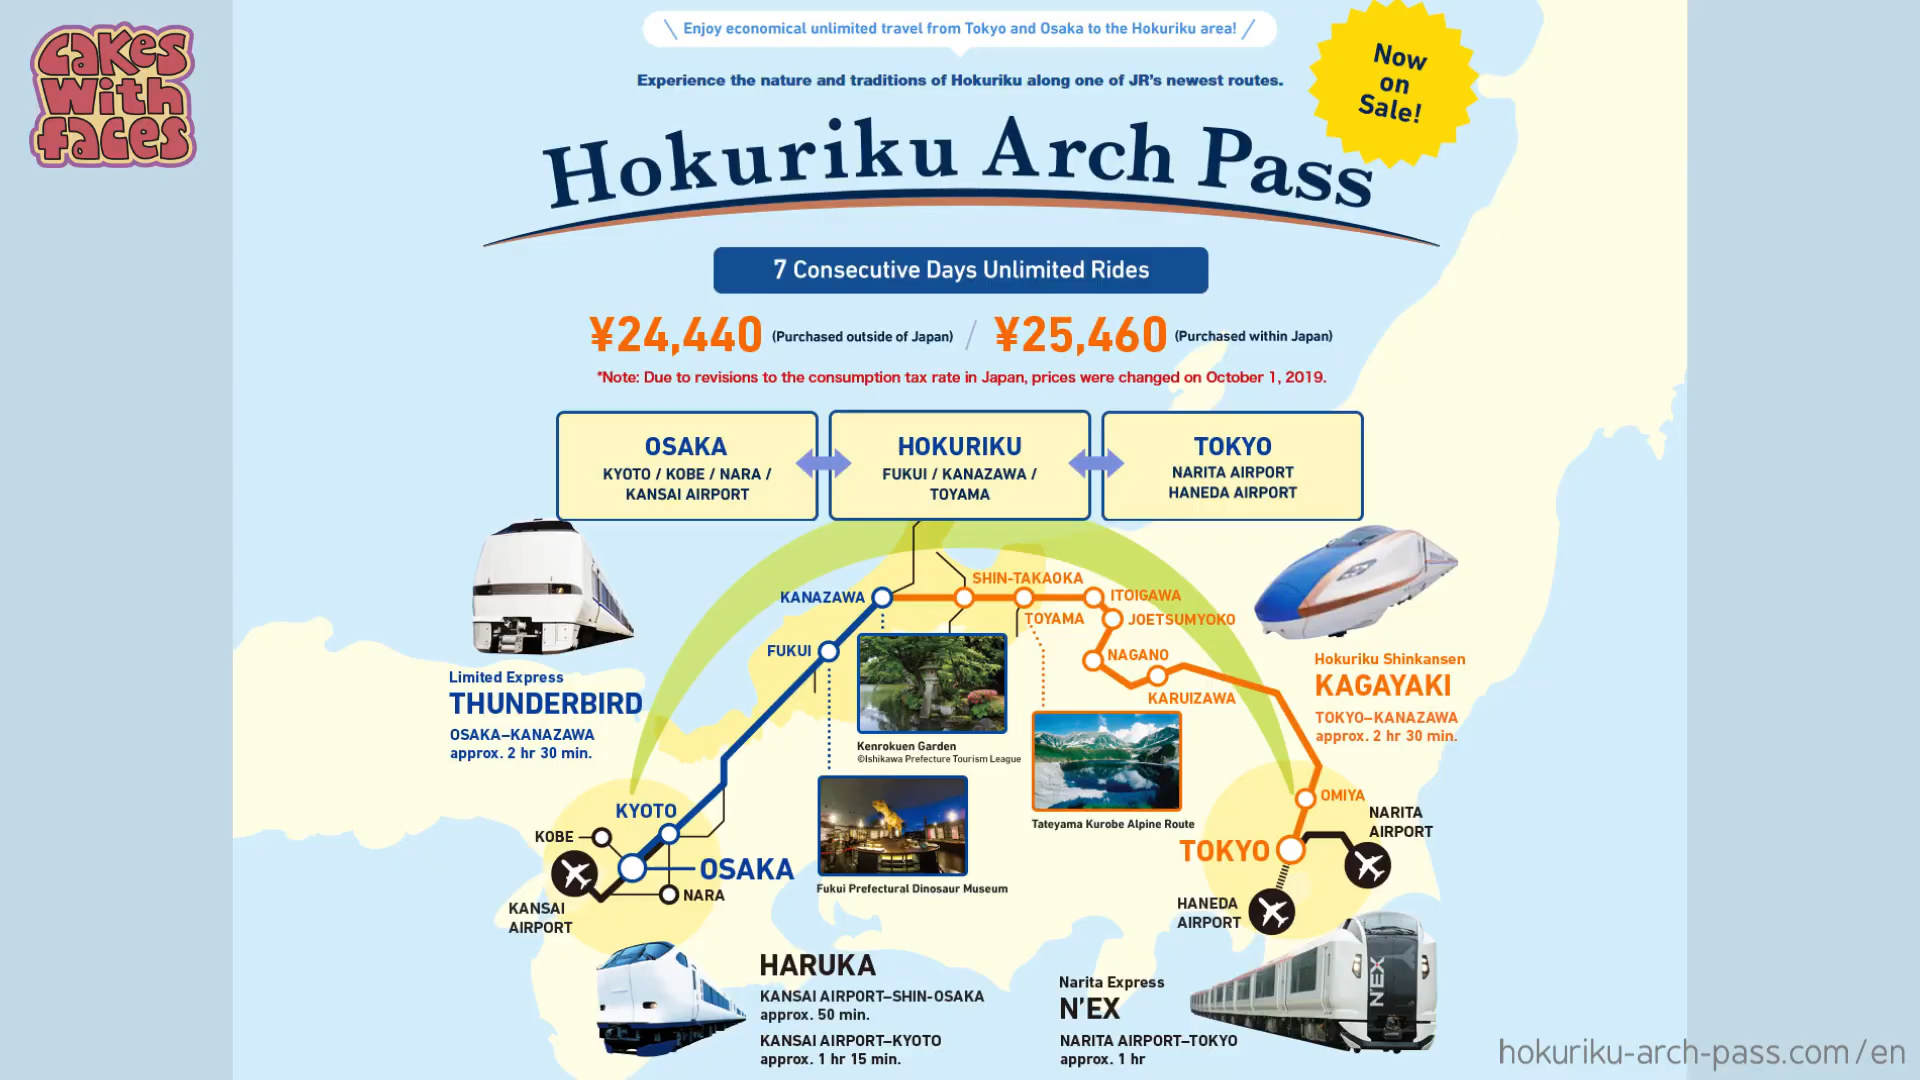 Cakes
With
faces
Enjoy economical unlimited travel from Tokyo and Osaka to the Hokuriku area!
Experience the nature and traditions of Hokuriku along one of JR's newest routes.
Now
on
Sale!
Hokuriku Arch Pass
7 Consecutive Days Unlimited Rides
¥24,440 (Purchased outside of Japan) / ¥25,460 (Purchased within Japan)
*Note: Due to revisions to the consumption tax rate in Japan, prices were changed on October 1, 2019.
OSAKA
KYOTO / KOBE / NARA /
KANSAI AIRPORT
HOKURIKU
FUKUI / KANAZAWA /
TOYAMA
TOKYO
NARITA AIRPORT
HANEDA AIRPORT
KANAZAWA
SHIN-TAKAOKA
ITOIGAWA
TOYAMA
JOETSUMYOKO
FUKUI
NAGANO
KARUIZAWA
Limited Express
THUNDERBIRD
OSAKA–KANAZAWA
approx. 2 hr 30 min.
Hokuriku Shinkansen
KAGAYAKI
TOKYO–KANAZAWA
approx. 2 hr 30 min.
Kenrokuen Garden
©Ishikawa Prefecture Tourism League
Tateyama Kurobe Alpine Route
Fukui Prefectural Dinosaur Museum
KYOTO
KOBE
OSAKA
NARA
KANSAI
AIRPORT
OMIYA
NARITA
AIRPORT
TOKYO
HANEDA
AIRPORT
HARUKA
KANSAI AIRPORT–SHIN-OSAKA
approx. 50 min.
KANSAI AIRPORT–KYOTO
approx. 1 hr 15 min.
Narita Express
N'EX
NARITA AIRPORT–TOKYO
approx. 1 hr
N'EX
hokuriku-arch-pass.com/en